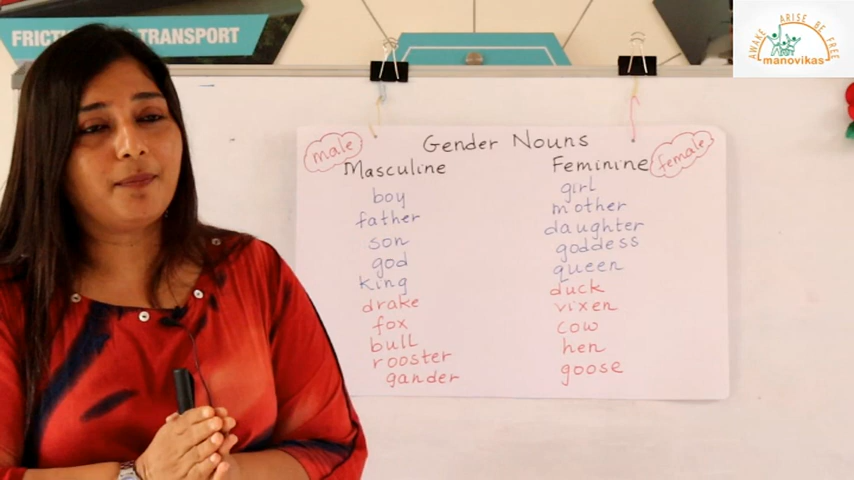 FRICTI TRANSPORT
AWAKE ARISE BE FREE
manovikas
Gender Nouns
male
female
Masculine Feminine
boy girl
father mother
son daughter
god goddess
king queen
drake duck
fox vixen
bull cow
rooster hen
gander goose